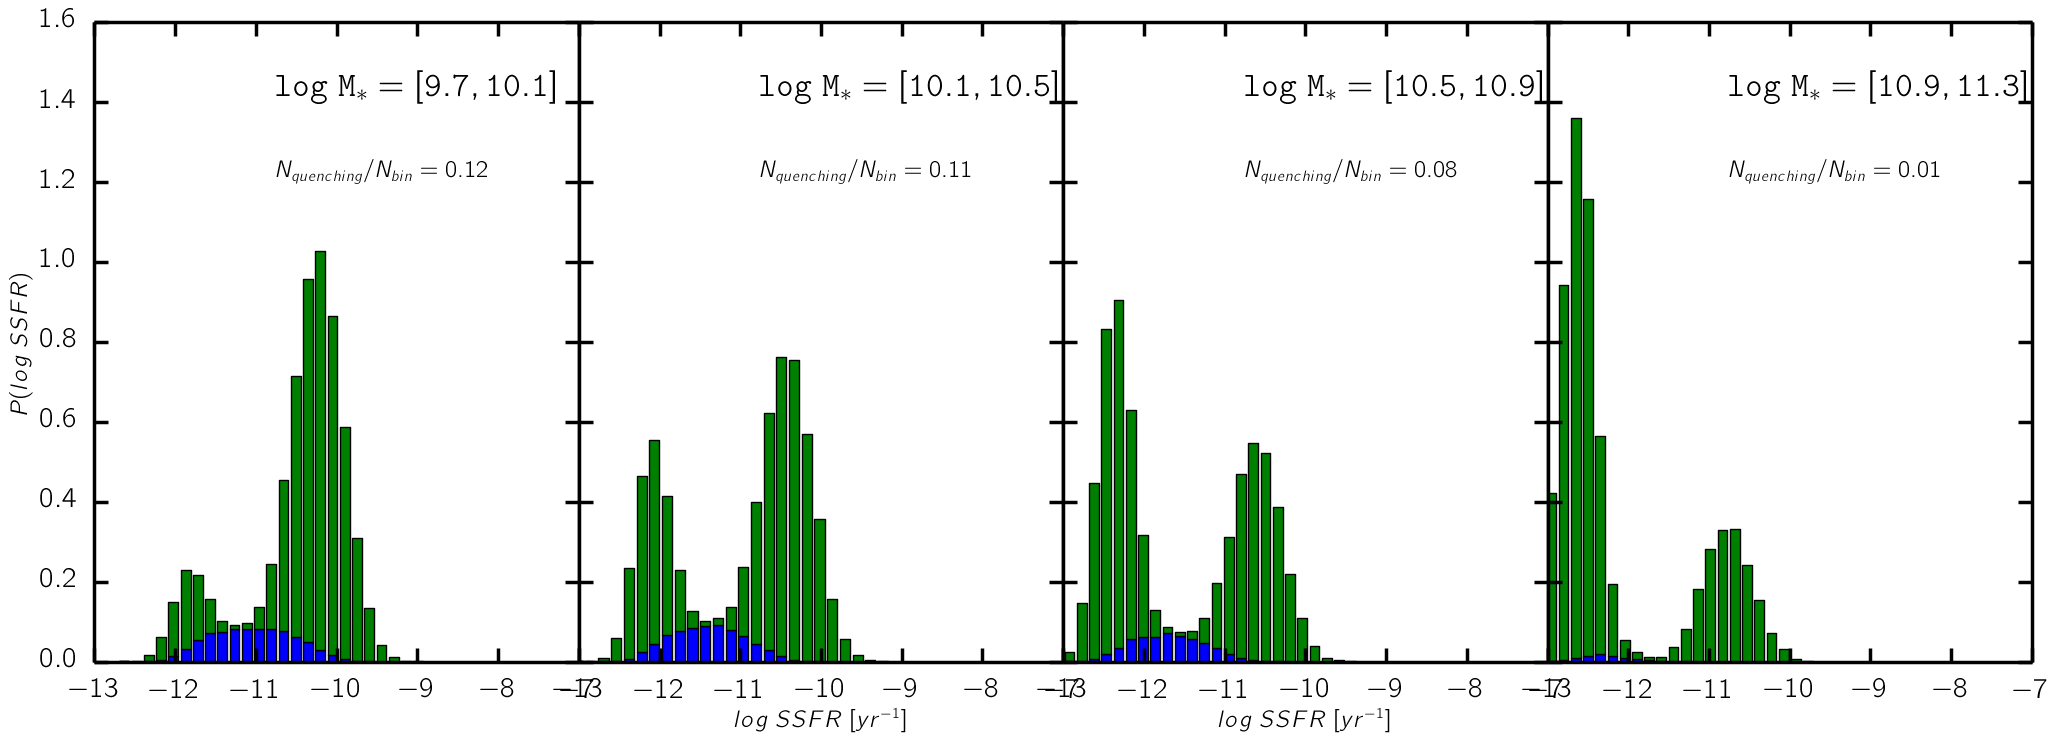 1.6
1.4
1.2
1.0
0.8
0.6
0.4
0.2
0.0
P(log SSFR)
log M* = [9.7, 10.1]
N_quenching/N_bin = 0.12
log M* = [10.1, 10.5]
N_quenching/N_bin = 0.11
log M* = [10.5, 10.9]
N_quenching/N_bin = 0.08
log M* = [10.9, 11.3]
N_quenching/N_bin = 0.01
−13 −12 −11 −10 −9 −8 −7
−13 −12 −11 −10 −9 −8 −7
−13 −12 −11 −10 −9 −8 −7
−13 −12 −11 −10 −9 −8 −7
log SSFR [yr⁻¹]
log SSFR [yr⁻¹]